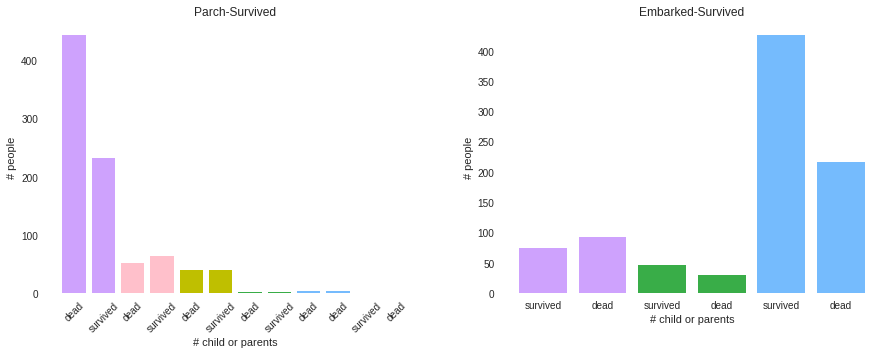 Parch-Survived
# people
400
300
200
100
0
dead
survived
dead
survived
dead
survived
dead
survived
dead
dead
survived
dead
# child or parents
Embarked-Survived
# people
400
350
300
250
200
150
100
50
0
survived
dead
survived
dead
survived
dead
# child or parents